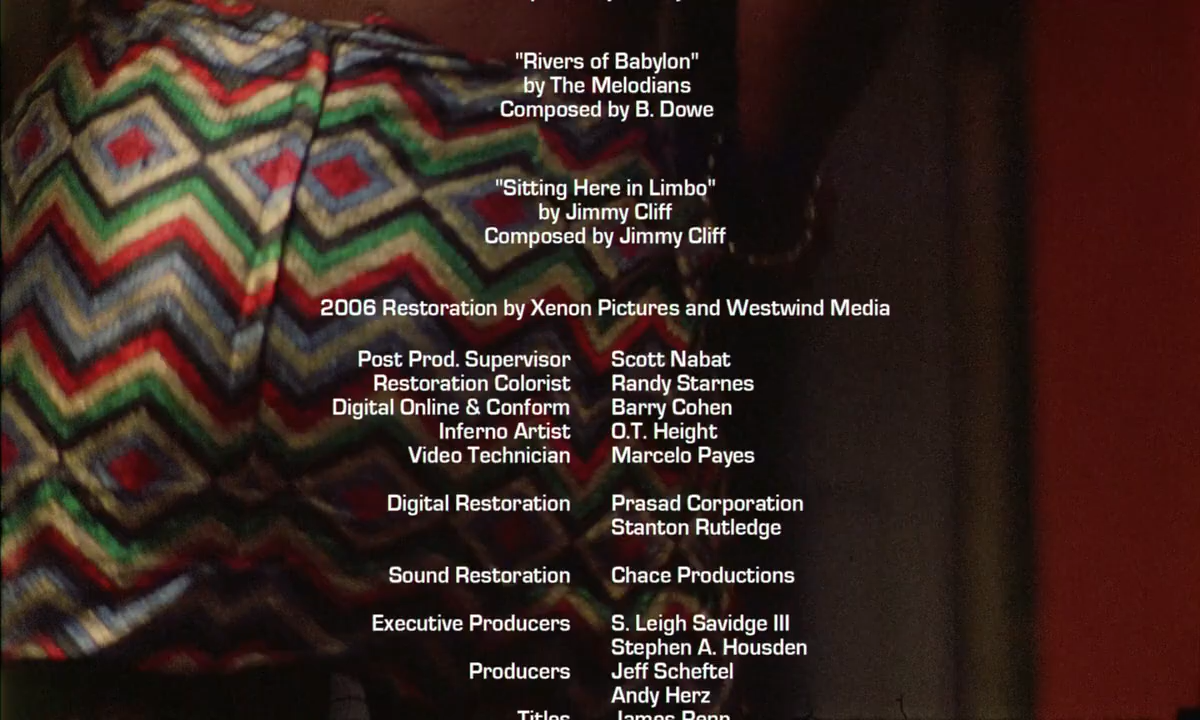 "Rivers of Babylon"
by The Melodians
Composed by B. Dowe
"Sitting Here in Limbo"
by Jimmy Cliff
Composed by Jimmy Cliff
2006 Restoration by Xenon Pictures and Westwind Media
Post Prod. Supervisor Scott Nabat
Restoration Colorist Randy Starnes
Digital Online & Conform Barry Cohen
Inferno Artist O.T. Height
Video Technician Marcelo Payes
Digital Restoration Prasad Corporation
Stanton Rutledge
Sound Restoration Chace Productions
Executive Producers S. Leigh Savidge III
Stephen A. Housden
Producers Jeff Scheftel
Andy Herz
Titles James Penn